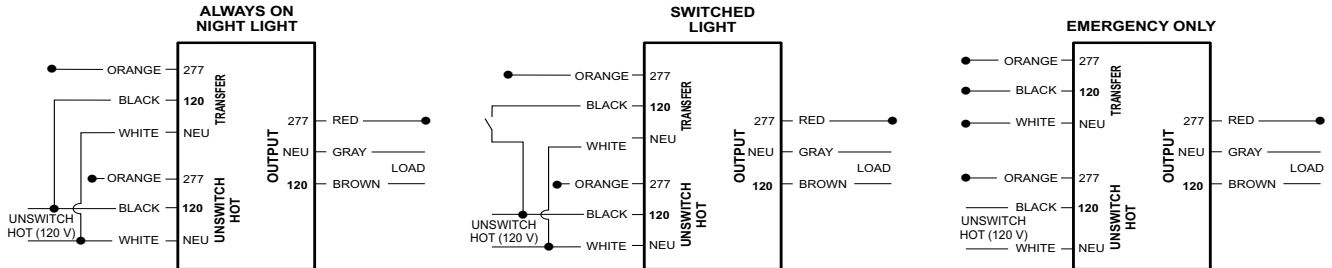 ALWAYS ON
NIGHT LIGHT
ORANGE 277
BLACK 120
WHITE NEU
TRANSFER
ORANGE 277
BLACK 120
WHITE NEU
UNSWITCH
HOT
UNSWITCH
HOT (120 V)
OUTPUT
277 RED
NEU GRAY
120 BROWN
LOAD
SWITCHED
LIGHT
ORANGE 277
BLACK 120
WHITE NEU
TRANSFER
ORANGE 277
BLACK 120
WHITE NEU
UNSWITCH
HOT
UNSWITCH
HOT (120 V)
OUTPUT
277 RED
NEU GRAY
120 BROWN
LOAD
EMERGENCY ONLY
ORANGE 277
BLACK 120
WHITE NEU
TRANSFER
ORANGE 277
BLACK 120
WHITE NEU
UNSWITCH
HOT
UNSWITCH
HOT (120 V)
OUTPUT
277 RED
NEU GRAY
120 BROWN
LOAD